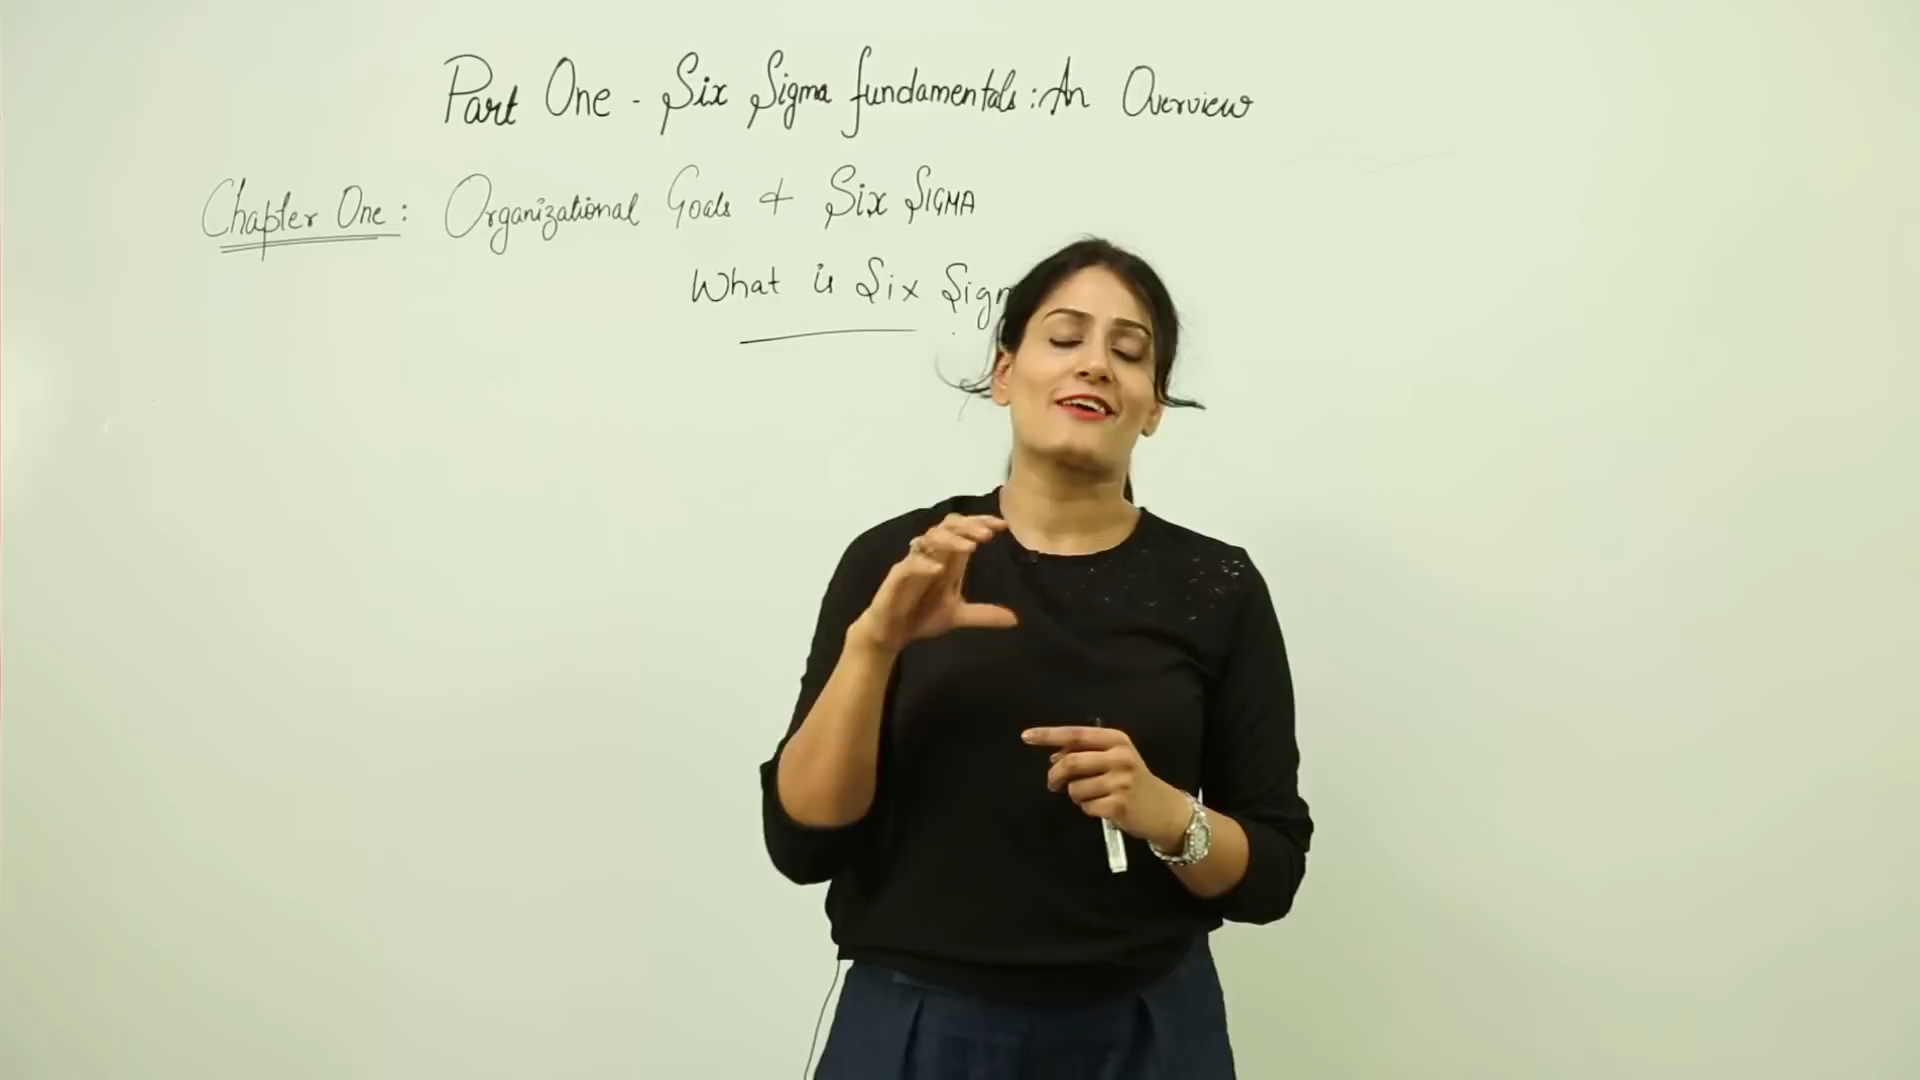 Part One - Six Sigma fundamentals: An Overview
Chapter One: Organizational Goals & Six SIGMA
What is Six